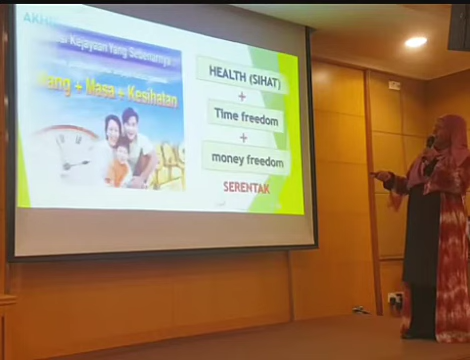 AKHI
Kejayaan Yang Sebenarnya
Wang + Masa + Kesihatan
HEALTH (SIHAT)
+
Time freedom
+
money freedom
SERENTAK